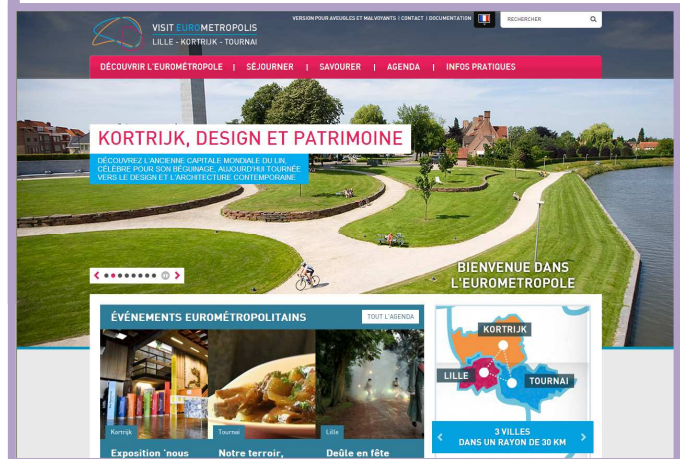 VISIT EUROMETROPOLIS
LILLE - KORTRIJK - TOURNAI
VERSION POUR AVEUGLES ET MALVOYANTS | CONTACT | DOCUMENTATION
RECHERCHER
DÉCOUVRIR L'EUROMÉTROPOLE | SÉJOURNER | SAVOURER | AGENDA | INFOS PRATIQUES
KORTRIJK, DESIGN ET PATRIMOINE
DÉCOUVREZ L'ANCIENNE CAPITALE MONDIALE DU LIN,
CÉLÈBRE POUR SON BÉGUINAGE, AUJOURD'HUI TOURNÉE
VERS LE DESIGN ET L'ARCHITECTURE CONTEMPORAINE
BIENVENUE DANS
L'EUROMETROPOLE
ÉVÉNEMENTS EUROMÉTROPOLITAINS
TOUT L'AGENDA
Kortrijk
Exposition 'nous
Tournai
Notre terroir,
Lille
Deûle en fête
KORTRIJK
LILLE
TOURNAI
3 VILLES
DANS UN RAYON DE 30 KM